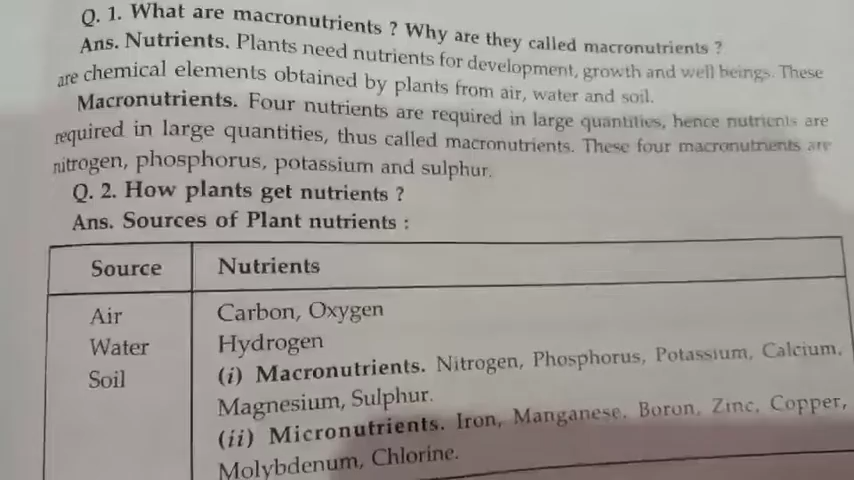 Q. 1. What are macronutrients ? Why are they called macronutrients ?
Ans. Nutrients. Plants need nutrients for development, growth and well beings. These
are chemical elements obtained by plants from air, water and soil.
Macronutrients. Four nutrients are required in large quantities, hence nutrients are
required in large quantities, thus called macronutrients. These four macronutrients are
nitrogen, phosphorus, potassium and sulphur.
Q. 2. How plants get nutrients ?
Ans. Sources of Plant nutrients :
Source Nutrients
Air Carbon, Oxygen
Water Hydrogen
Soil (i) Macronutrients. Nitrogen, Phosphorus, Potassium, Calcium,
Magnesium, Sulphur.
(ii) Micronutrients. Iron, Manganese, Boron, Zinc, Copper,
Molybdenum, Chlorine.